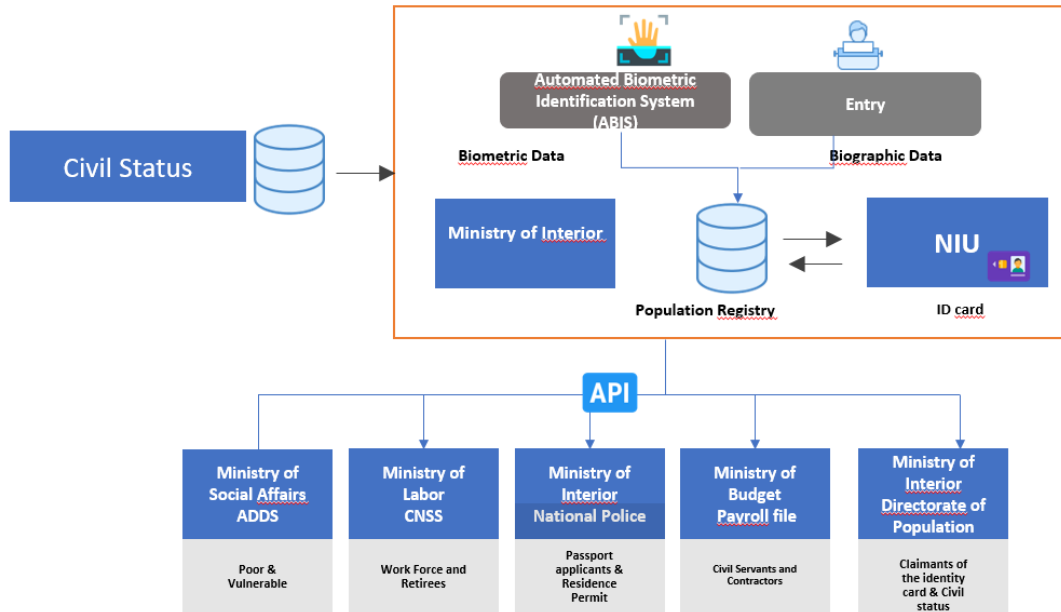 Automated Biometric
Identification System
(ABIS)
Entry
Civil Status
Biometric Data
Biographic Data
Ministry of Interior
NIU
Population Registry
ID card
API
Ministry of
Social Affairs
ADDS
Ministry of
Labor
CNSS
Ministry of
Interior
National Police
Ministry of
Budget
Payroll file
Ministry of
Interior
Directorate of
Population
Poor &
Vulnerable
Work Force and
Retirees
Passport
applicants &
Residence
Permit
Civil Servants and
Contractors
Claimants of
the identity
card & Civil
status